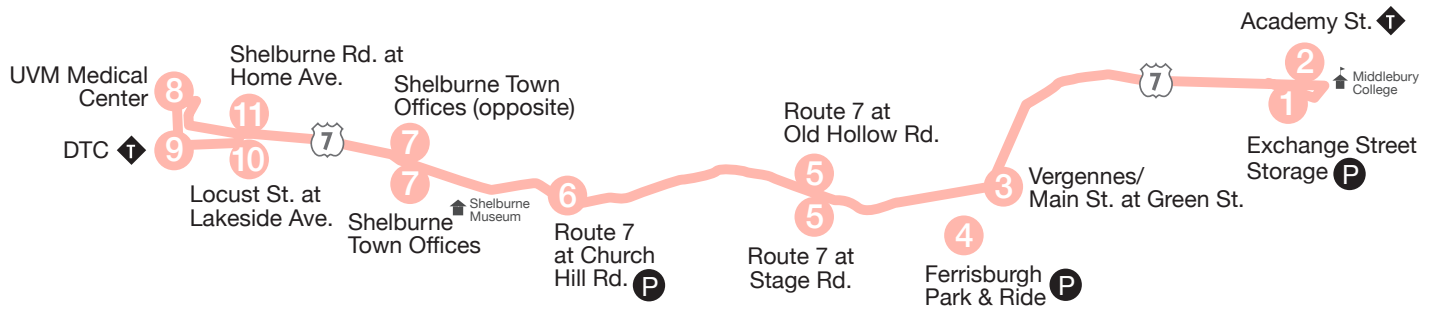 UVM Medical
Center
8
DTC
T
9
Shelburne Rd. at
Home Ave.
11
10
Locust St. at
Lakeside Ave.
7
Shelburne Town
Offices (opposite)
7
7
Shelburne
Town Offices
Shelburne
Museum
6
Route 7
at Church
Hill Rd.
P
Route 7 at
Old Hollow Rd.
5
5
Route 7 at
Stage Rd.
3
Vergennes/
Main St. at Green St.
4
Ferrisburgh
Park & Ride
P
7
Academy St.
T
2
Middlebury
College
1
Exchange Street
Storage
P